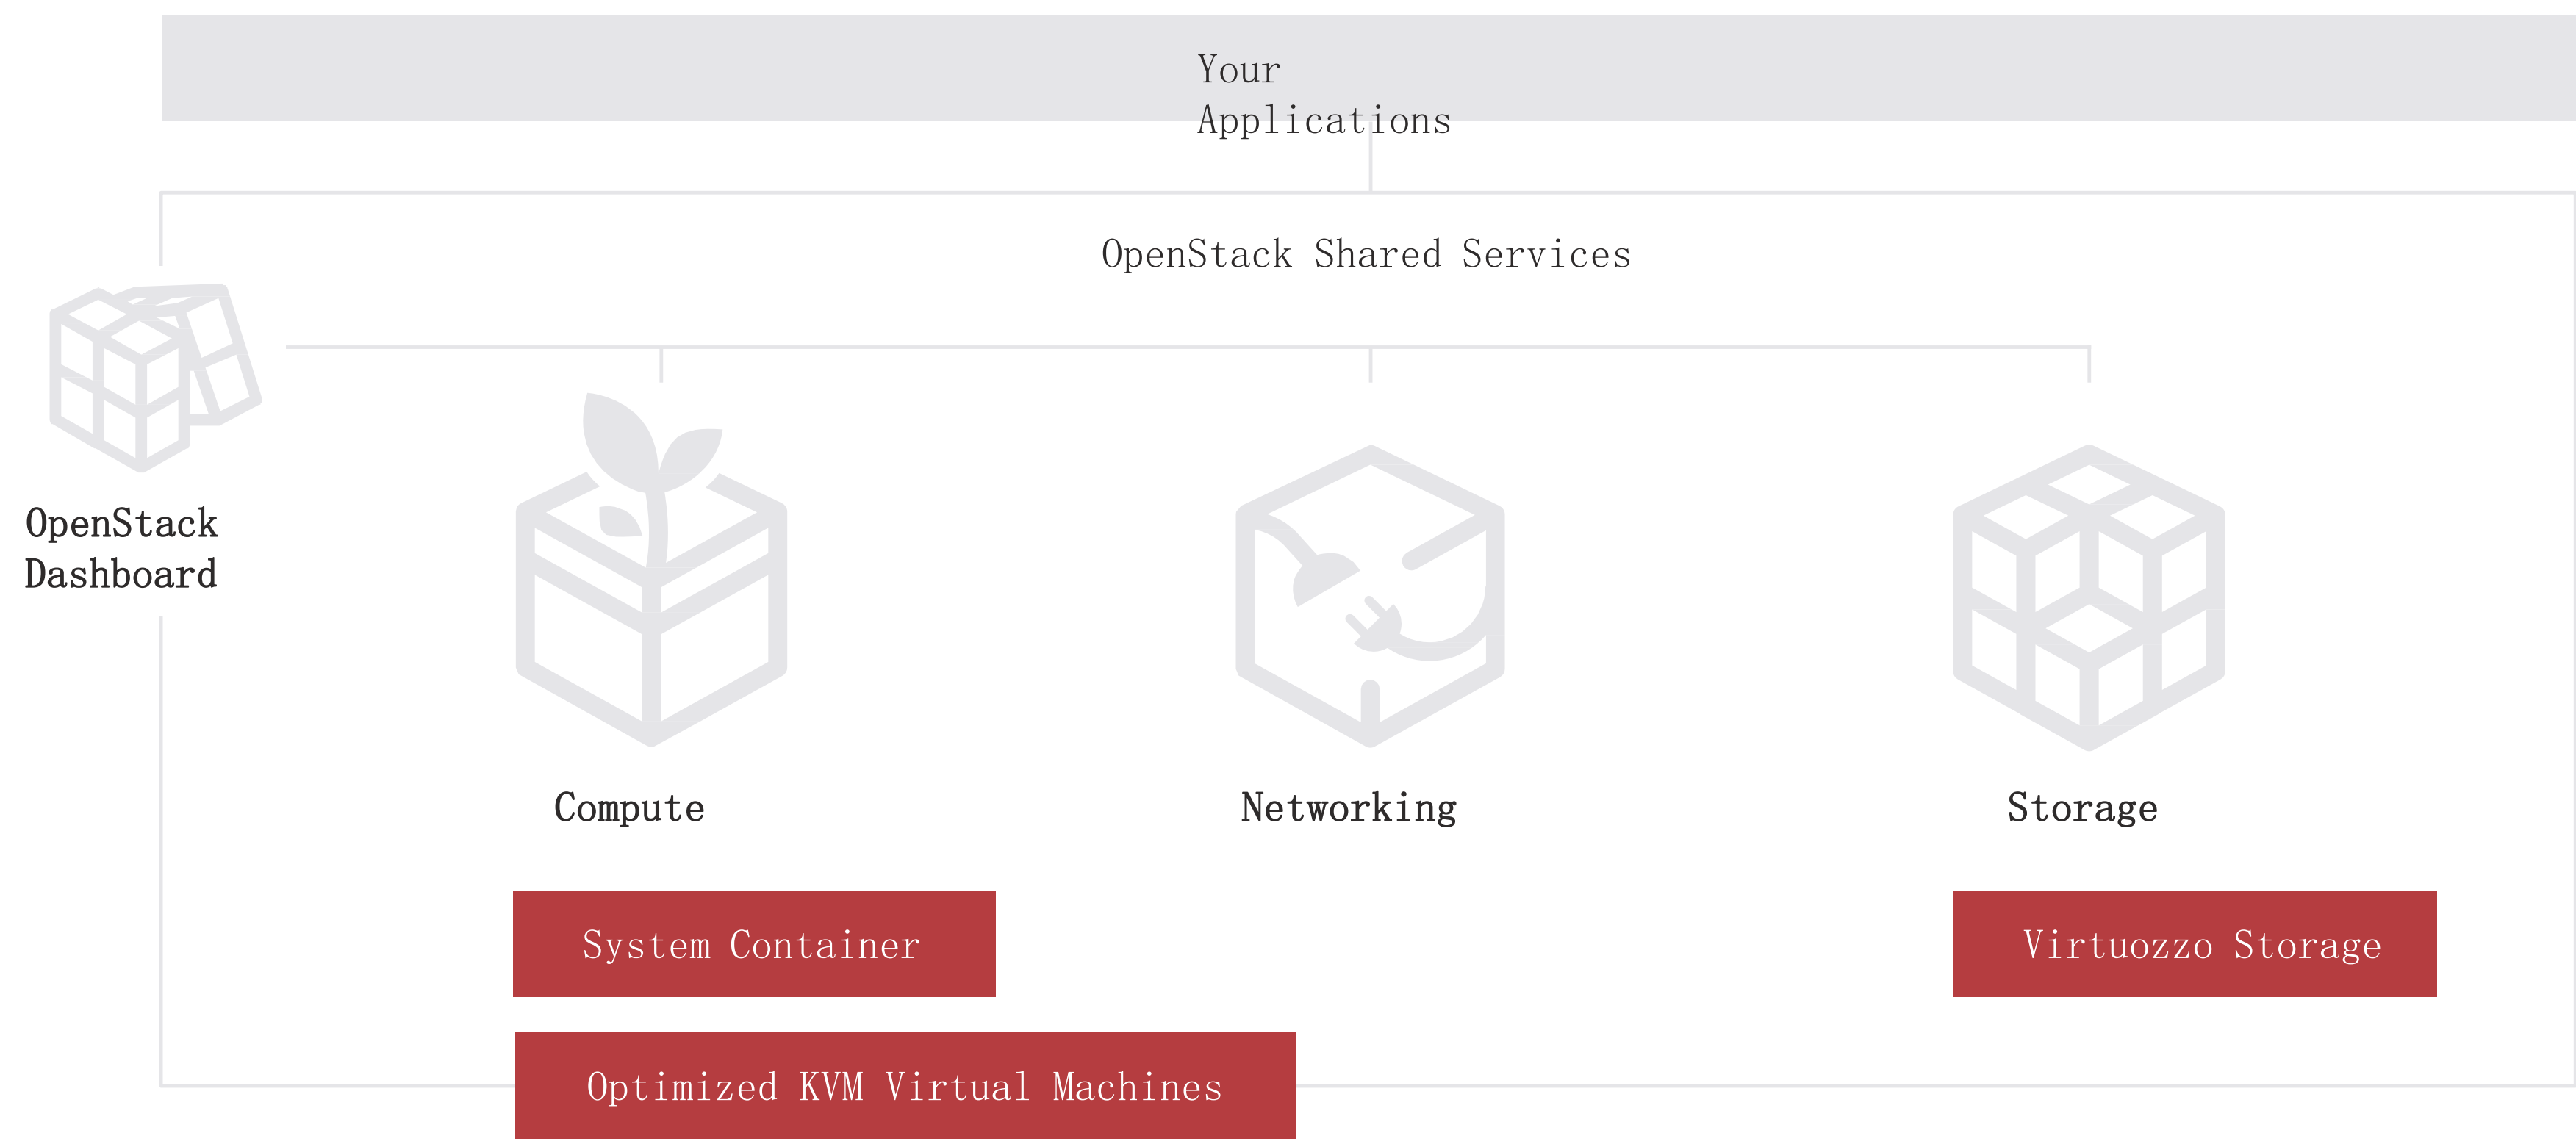 Your
Applications
OpenStack Shared Services
OpenStack
Dashboard
Compute
Networking
Storage
System Container
Virtuozzo Storage
Optimized KVM Virtual Machines